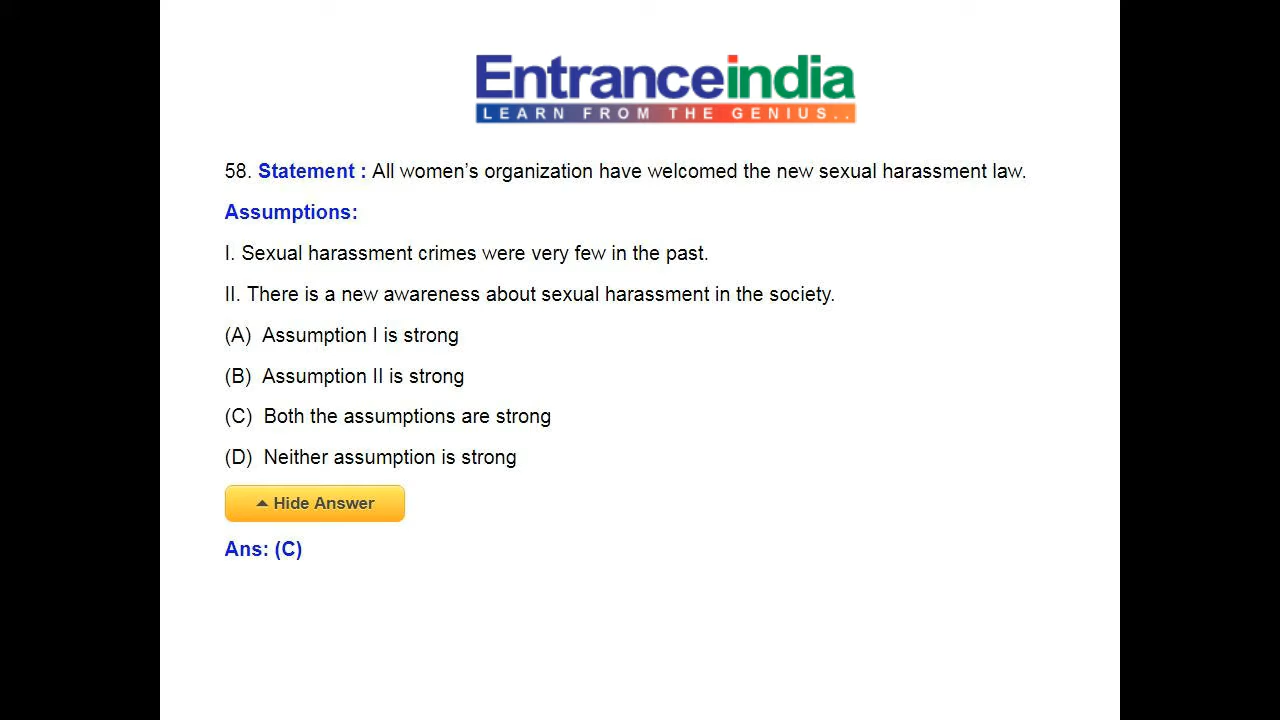 Entranceindia
LEARN FROM THE GENIUS..
58. Statement : All women’s organization have welcomed the new sexual harassment law.
Assumptions:
I. Sexual harassment crimes were very few in the past.
II. There is a new awareness about sexual harassment in the society.
(A) Assumption I is strong
(B) Assumption II is strong
(C) Both the assumptions are strong
(D) Neither assumption is strong
Hide Answer
Ans: (C)